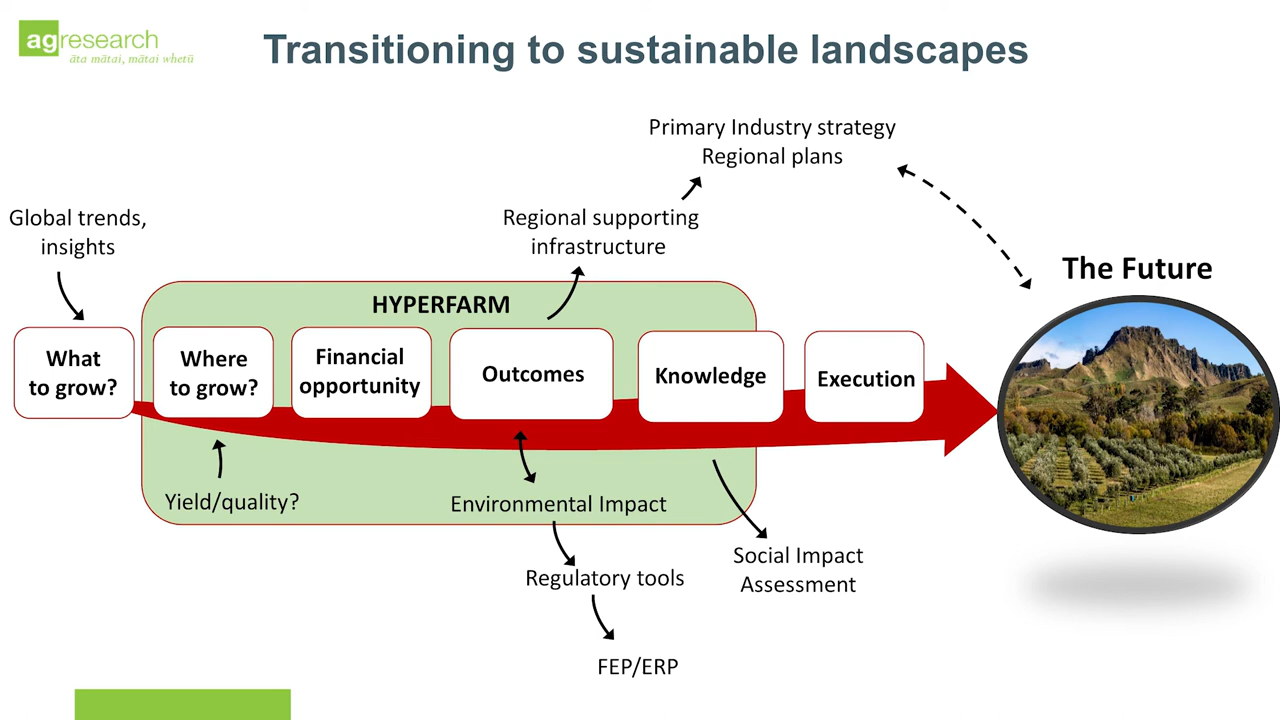 agresearch
āta mātai, mātai whetū
Transitioning to sustainable landscapes
Primary Industry strategy
Regional plans
Global trends,
insights
Regional supporting
infrastructure
The Future
HYPERFARM
What
to grow?
Where
to grow?
Financial
opportunity
Outcomes
Knowledge
Execution
Yield/quality?
Environmental Impact
Social Impact
Assessment
Regulatory tools
FEP/ERP